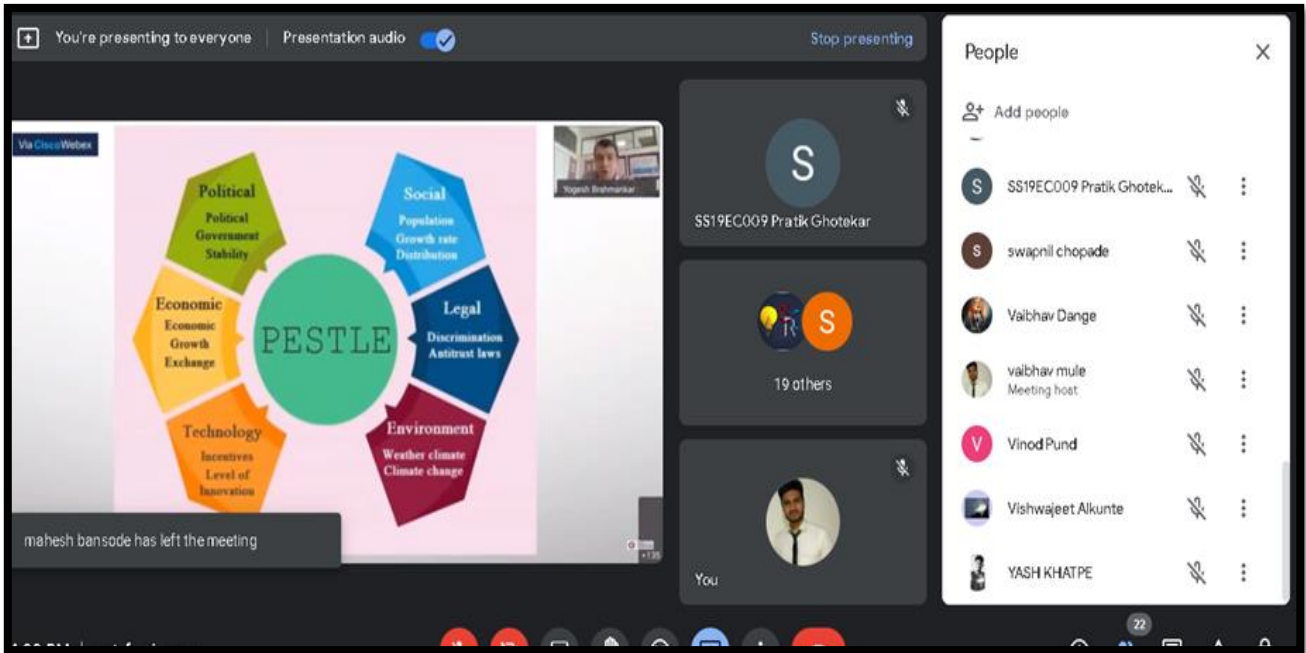 You're presenting to everyone
Presentation audio
Stop presenting
Via Cisco Webex
Yogesh Brahmankar
Political
Political
Government
Stability
Social
Population
Growth rate
Distribution
Economic
Economic
Growth
Exchange
PESTLE
Legal
Discrimination
Antitrust laws
Technology
Incentives
Level of
Innovation
Environment
Weather climate
Climate change
+135
mahesh bansode has left the meeting
S
SS19EC009 Pratik Ghotekar
S
19 others
You
People
Add people
S
SS19EC009 Pratik Ghotek...
s
swapnil chopade
Vaibhav Dange
vaibhav mule
Meeting host
V
Vinod Pund
Vishwajeet Alkunte
YASH KHATPE
22